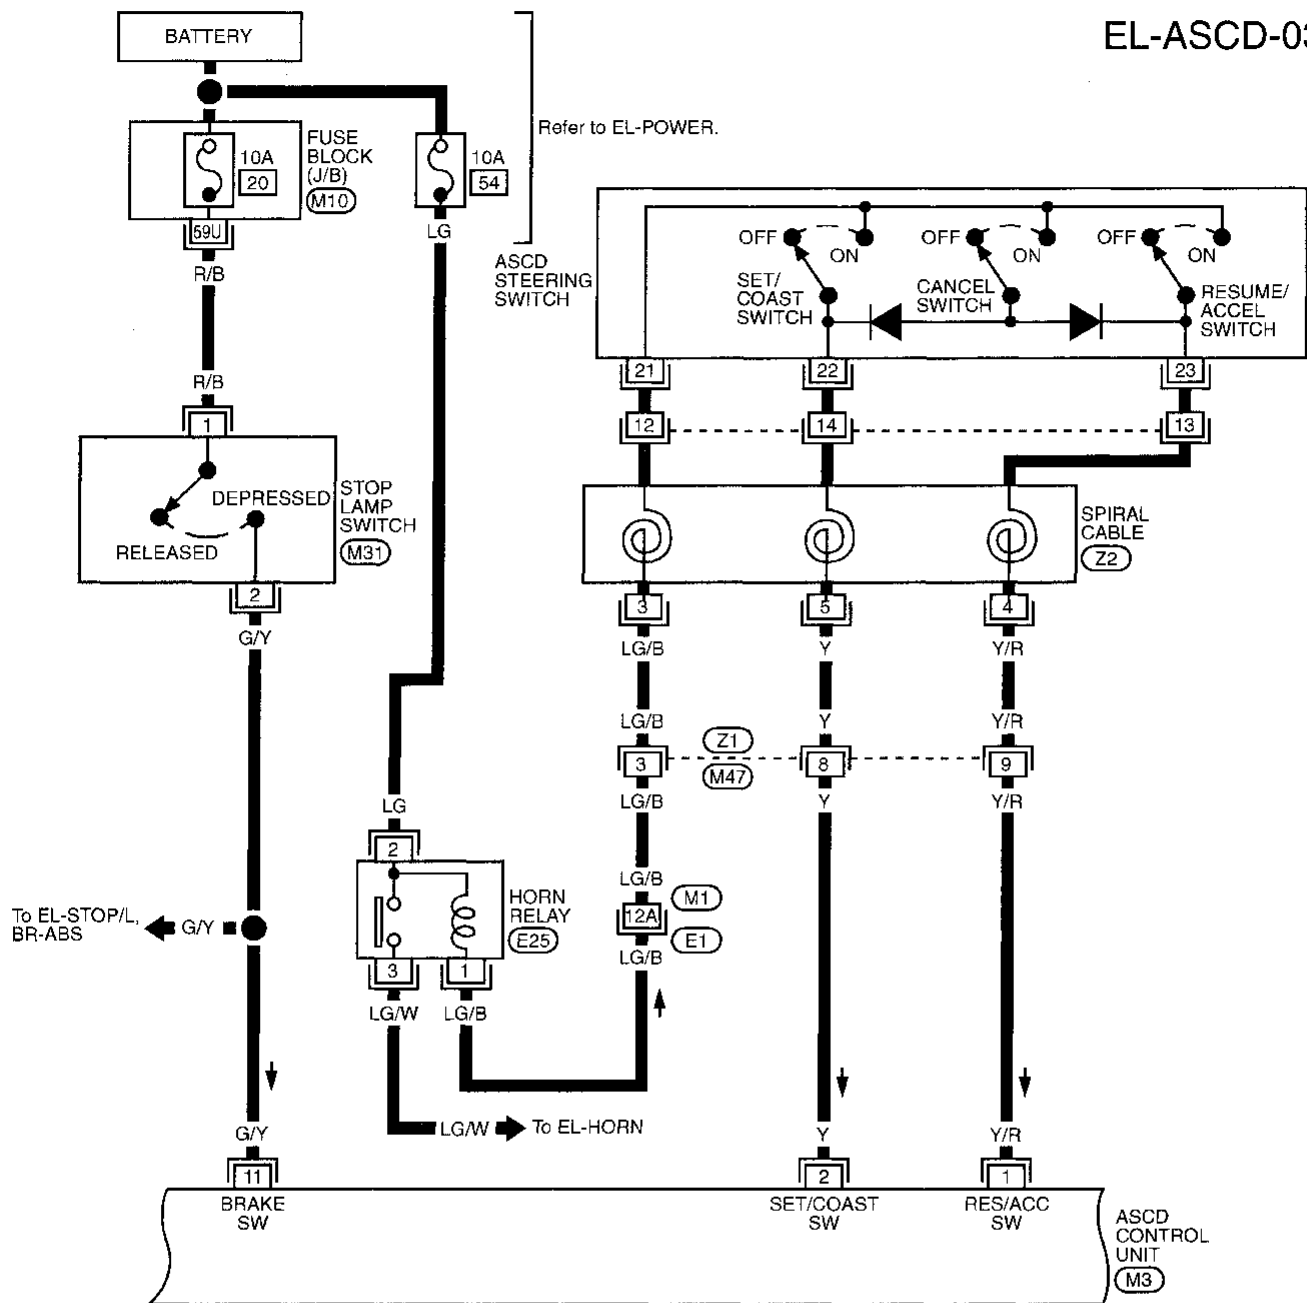 EL-ASCD-03
BATTERY
Refer to EL-POWER.
10A
20
FUSE
BLOCK
(J/B)
M10
10A
54
59U
R/B
LG
ASCD
STEERING
SWITCH
OFF
ON
SET/
COAST
SWITCH
OFF
ON
CANCEL
SWITCH
OFF
ON
RESUME/
ACCEL
SWITCH
21
22
23
R/B
1
12
14
13
DEPRESSED
RELEASED
STOP
LAMP
SWITCH
M31
SPIRAL
CABLE
Z2
2
G/Y
3
5
4
LG/B
Y
Y/R
LG/B
Y
Y/R
3
Z1
M47
8
9
LG/B
Y
Y/R
LG
2
HORN
RELAY
E25
LG/B
12A
M1
E1
LG/B
To EL-STOP/L,
BR-ABS
G/Y
3
1
LG/W
LG/B
LG/W
To EL-HORN
G/Y
Y
Y/R
11
2
1
BRAKE
SW
SET/COAST
SW
RES/ACC
SW
ASCD
CONTROL
UNIT
M3